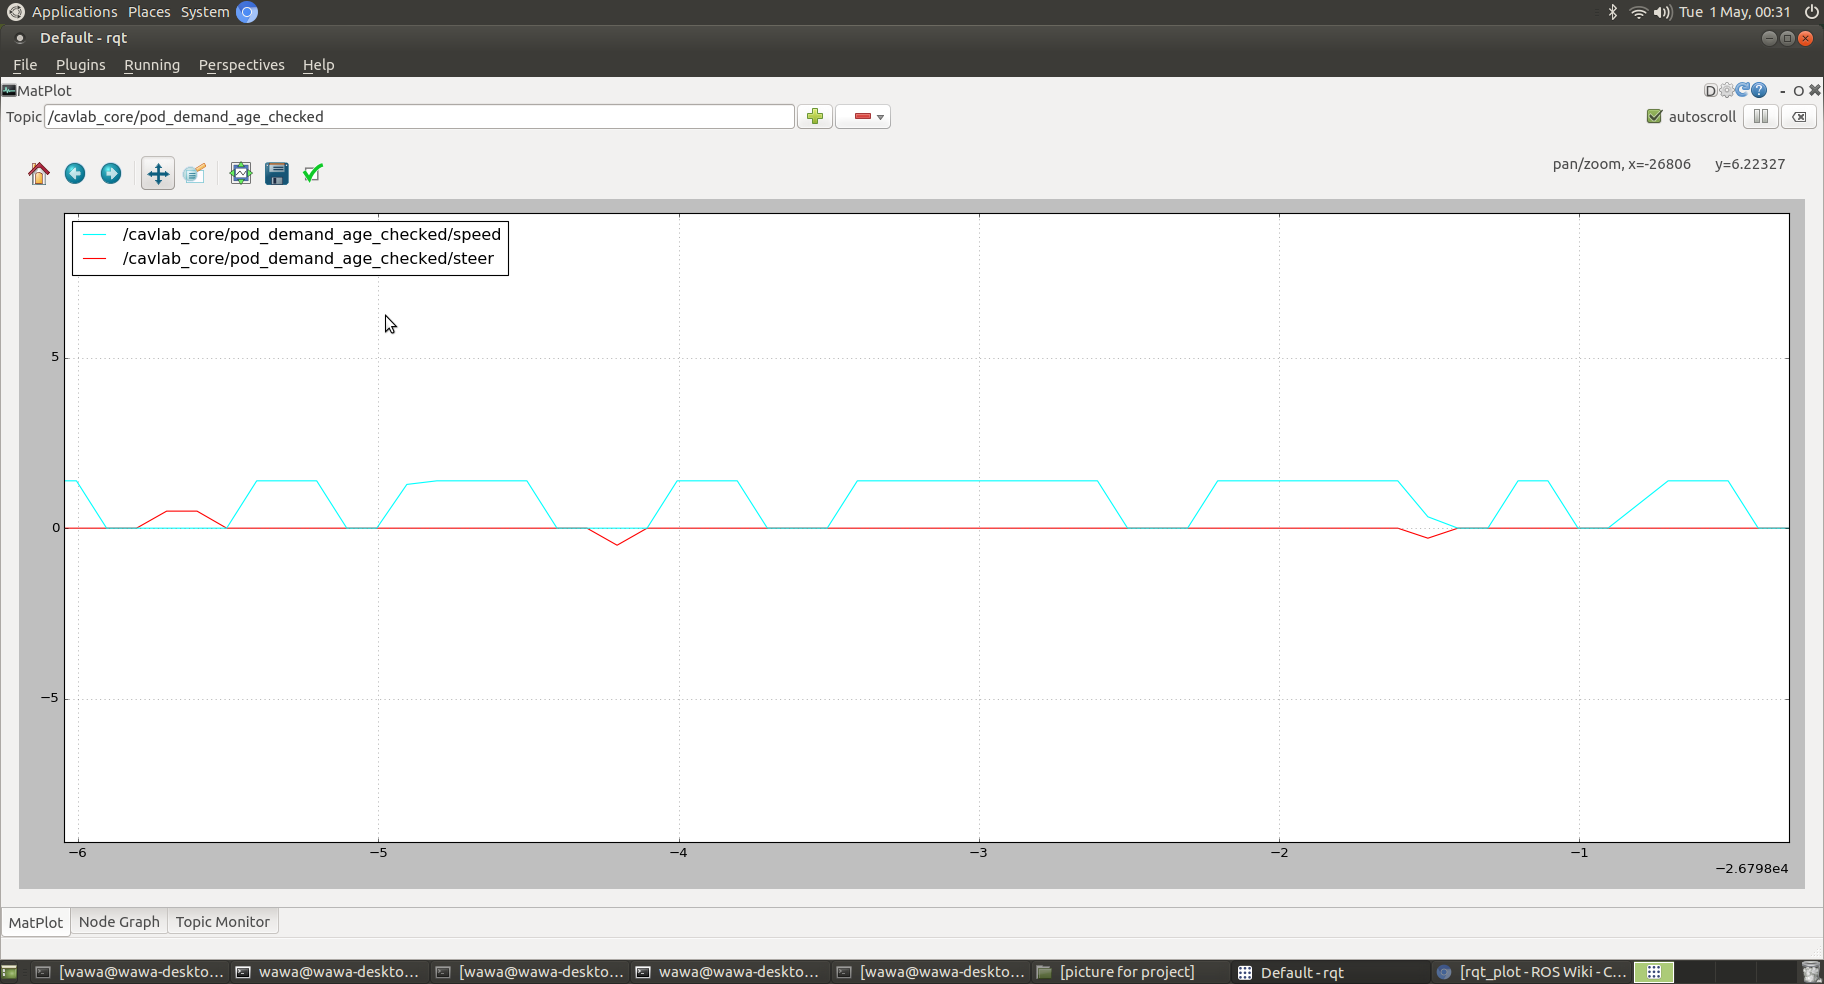 Applications Places System
Tue 1 May, 00:31
Default - rqt
File Plugins Running Perspectives Help
MatPlot
D
- O
Topic /cavlab_core/pod_demand_age_checked
autoscroll
pan/zoom, x=-26806 y=6.22327
/cavlab_core/pod_demand_age_checked/speed
/cavlab_core/pod_demand_age_checked/steer
5
0
−5
−6 −5 −4 −3 −2 −1
−2.6798e4
MatPlot Node Graph Topic Monitor
[wawa@wawa-deskto... wawa@wawa-deskto... [wawa@wawa-deskto... wawa@wawa-deskto... [wawa@wawa-deskto... [picture for project] Default - rqt [rqt_plot - ROS Wiki - C...